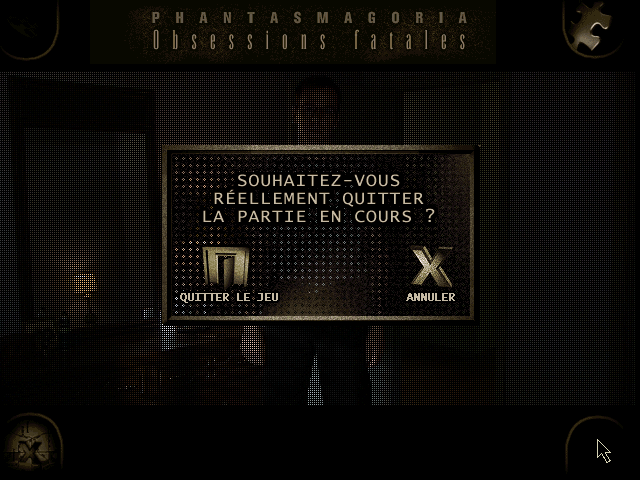 PHANTASMAGORIA
Obsessions fatales
SOUHAITEZ-VOUS
RÉELLEMENT QUITTER
LA PARTIE EN COURS ?
QUITTER LE JEU
ANNULER